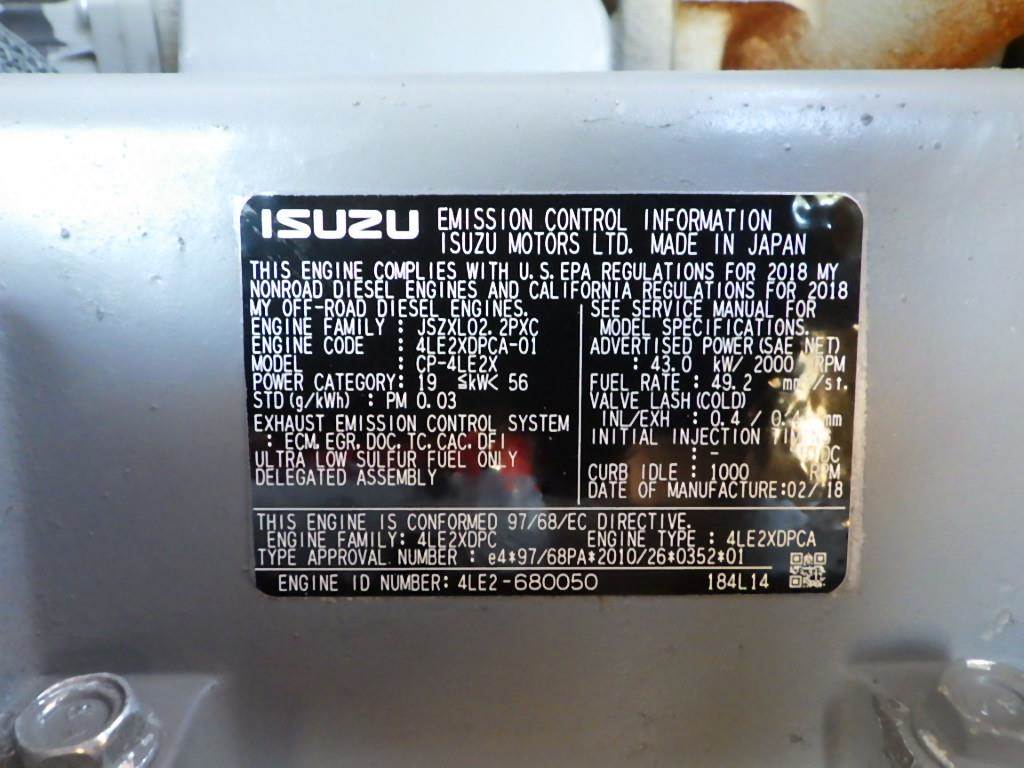 ISUZU EMISSION CONTROL INFORMATION
ISUZU MOTORS LTD. MADE IN JAPAN
THIS ENGINE COMPLIES WITH U.S.EPA REGULATIONS FOR 2018 MY
NONROAD DIESEL ENGINES AND CALIFORNIA REGULATIONS FOR 2018
MY OFF-ROAD DIESEL ENGINES.
ENGINE FAMILY : JSZXL02.2PXC
ENGINE CODE : 4LE2XDPCA-01
MODEL : CP-4LE2X
POWER CATEGORY: 19 ≦kW< 56
STD (g/kWh) : PM 0.03
EXHAUST EMISSION CONTROL SYSTEM
: ECM, EGR, DOC, TC, CAC, DFI
ULTRA LOW SULFUR FUEL ONLY
DELEGATED ASSEMBLY
SEE SERVICE MANUAL FOR
MODEL SPECIFICATIONS.
ADVERTISED POWER (SAE NET)
: 43.0 kW/ 2000 RPM
FUEL RATE : 49.2 /st.
VALVE LASH (COLD)
INL/EXH : 0.4 / mm
INITIAL INJECTION
: -
CURB IDLE : 1000 RPM
DATE OF MANUFACTURE:02/18
THIS ENGINE IS CONFORMED 97/68/EC DIRECTIVE.
ENGINE FAMILY: 4LE2XDPC ENGINE TYPE : 4LE2XDPCA
TYPE APPROVAL NUMBER : e4*97/68PA*2010/26*0352*01
ENGINE ID NUMBER: 4LE2-680050 184L14